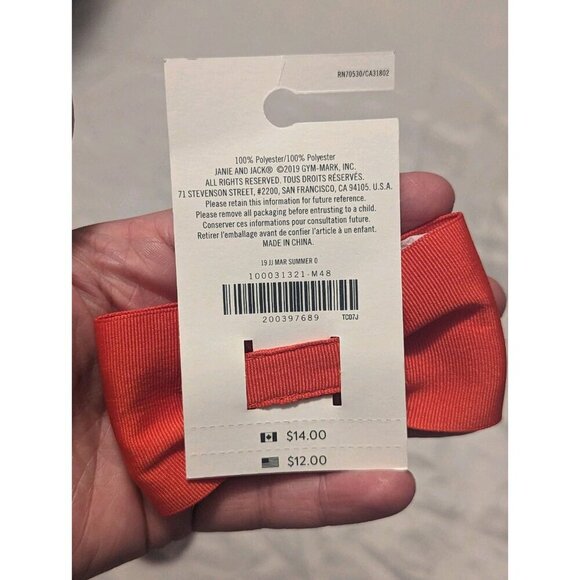 RN70530/CA31802
100% Polyester/100% Polyester
JANIE AND JACK® ©2019 GYM-MARK, INC.
ALL RIGHTS RESERVED. TOUS DROITS RÉSERVÉS.
71 STEVENSON STREET, #2200, SAN FRANCISCO, CA 94105. U.S.A.
Please retain this information for future reference.
Please remove all packaging before entrusting to a child.
Conserver ces informations pour consultation future.
Retirer l'emballage avant de confier l'article à un enfant.
MADE IN CHINA.
19 JJ MAR SUMMER 0
100031321-M48
200397689 TC07J
$14.00
$12.00